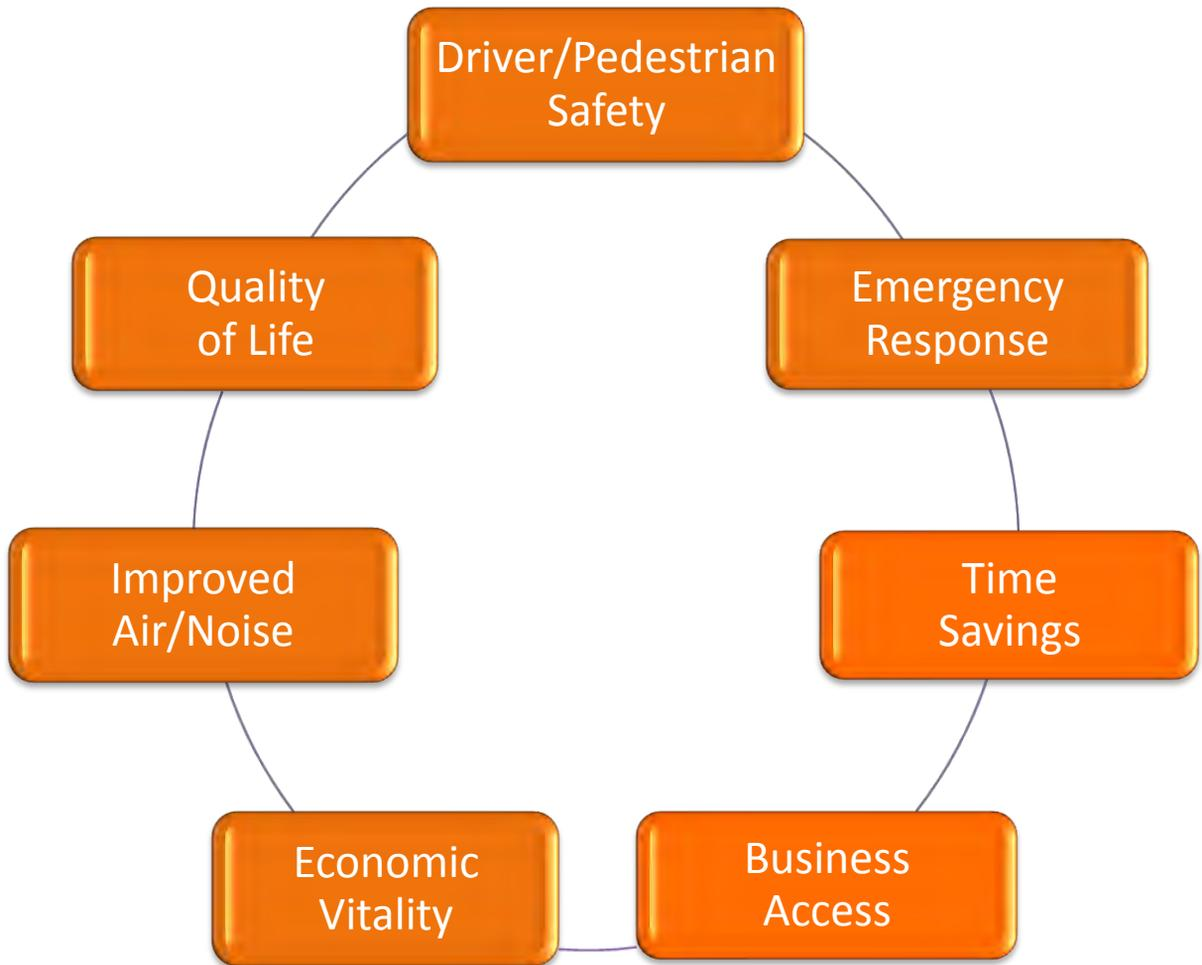 Driver/Pedestrian
Safety
Quality
of Life
Emergency
Response
Improved
Air/Noise
Time
Savings
Economic
Vitality
Business
Access